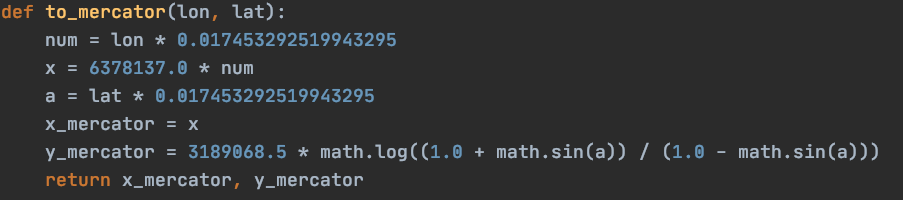 def to_mercator(lon, lat):
    num = lon * 0.017453292519943295
    x = 6378137.0 * num
    a = lat * 0.017453292519943295
    x_mercator = x
    y_mercator = 3189068.5 * math.log((1.0 + math.sin(a)) / (1.0 - math.sin(a)))
    return x_mercator, y_mercator